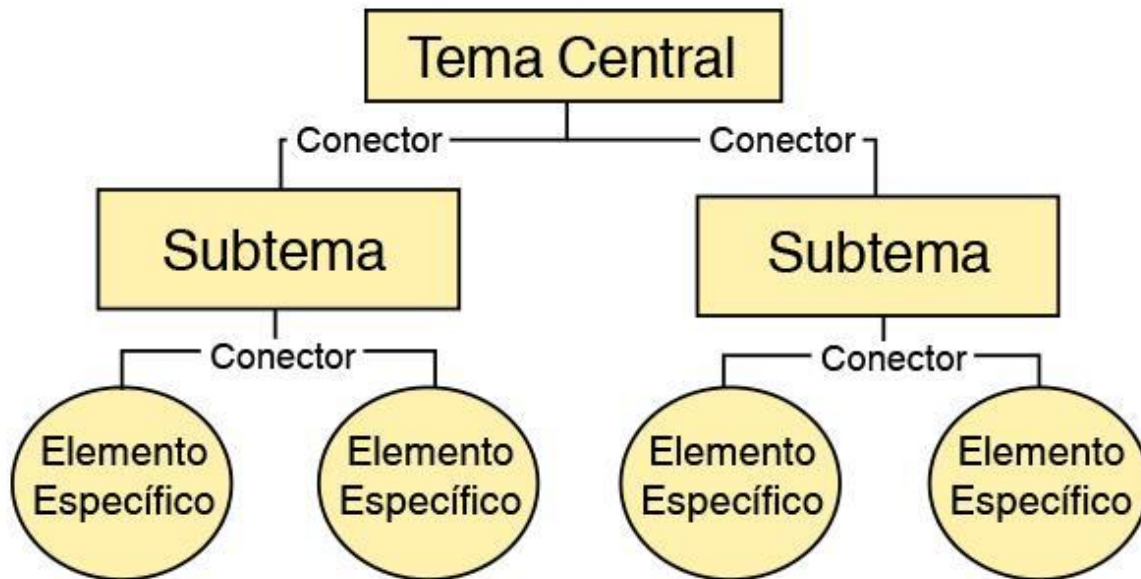 Tema Central
Conector
Conector
Subtema
Subtema
Conector
Conector
Elemento
Específico
Elemento
Específico
Elemento
Específico
Elemento
Específico